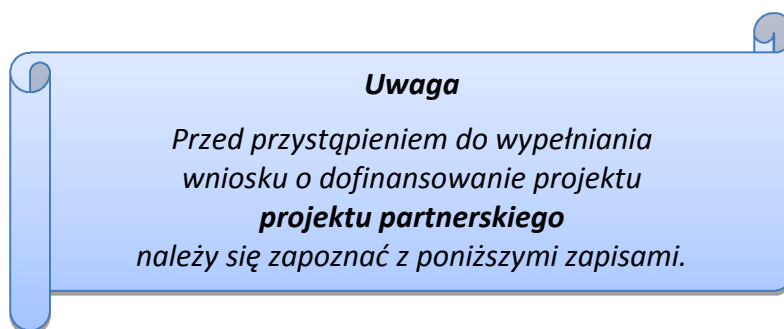 Uwaga
Przed przystąpieniem do wypełniania
wniosku o dofinansowanie projektu
projektu partnerskiego
należy się zapoznać z poniższymi zapisami.